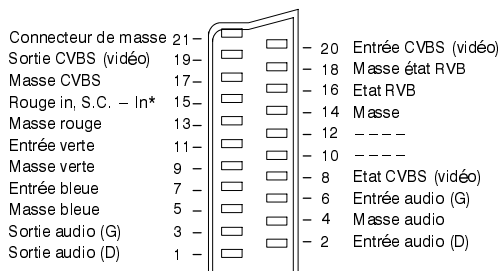 Connecteur de masse 21 –
Sortie CVBS (vidéo) 19 –
Masse CVBS 17 –
Rouge in, S.C. – In* 15 –
Masse rouge 13 –
Entrée verte 11 –
Masse verte 9 –
Entrée bleue 7 –
Masse bleue 5 –
Sortie audio (G) 3 –
Sortie audio (D) 1 –
– 20 Entrée CVBS (vidéo)
– 18 Masse état RVB
– 16 Etat RVB
– 14 Masse
– 12 – – – –
– 10 – – – –
– 8 Etat CVBS (vidéo)
– 6 Entrée audio (G)
– 4 Masse audio
– 2 Entrée audio (D)